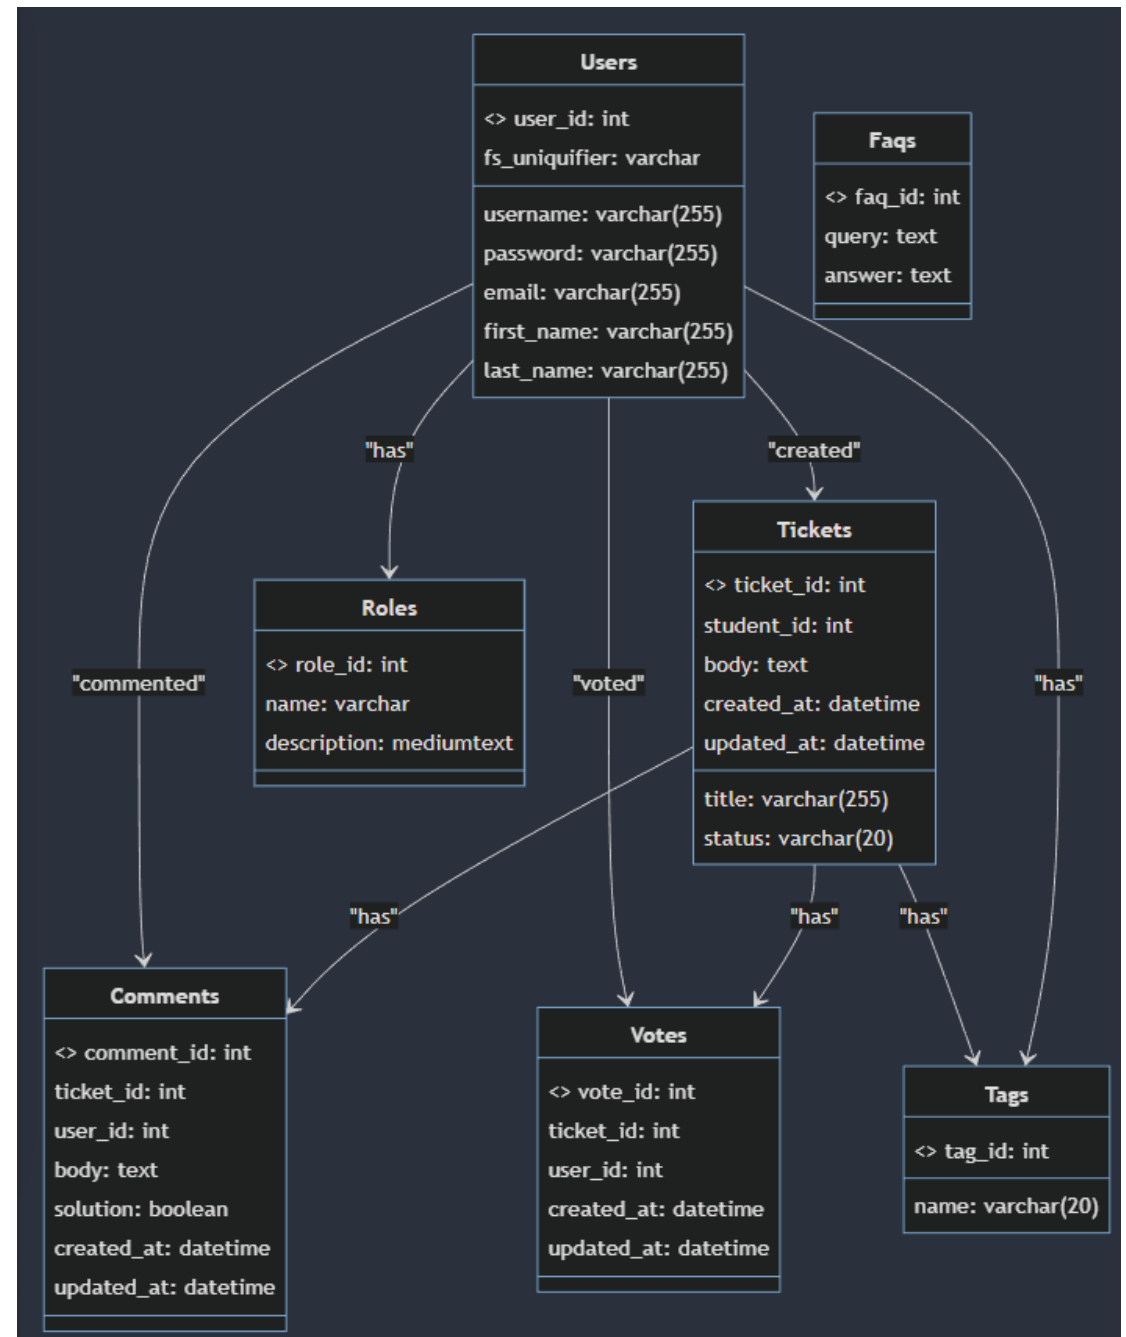 Users
<> user_id: int
fs_uniquifier: varchar
username: varchar(255)
password: varchar(255)
email: varchar(255)
first_name: varchar(255)
last_name: varchar(255)
Faqs
<> faq_id: int
query: text
answer: text
"has"
"created"
Tickets
<> ticket_id: int
student_id: int
body: text
created_at: datetime
updated_at: datetime
title: varchar(255)
status: varchar(20)
Roles
<> role_id: int
name: varchar
description: mediumtext
"commented"
"voted"
"has"
"has"
"has"
"has"
Comments
<> comment_id: int
ticket_id: int
user_id: int
body: text
solution: boolean
created_at: datetime
updated_at: datetime
Votes
<> vote_id: int
ticket_id: int
user_id: int
created_at: datetime
updated_at: datetime
Tags
<> tag_id: int
name: varchar(20)